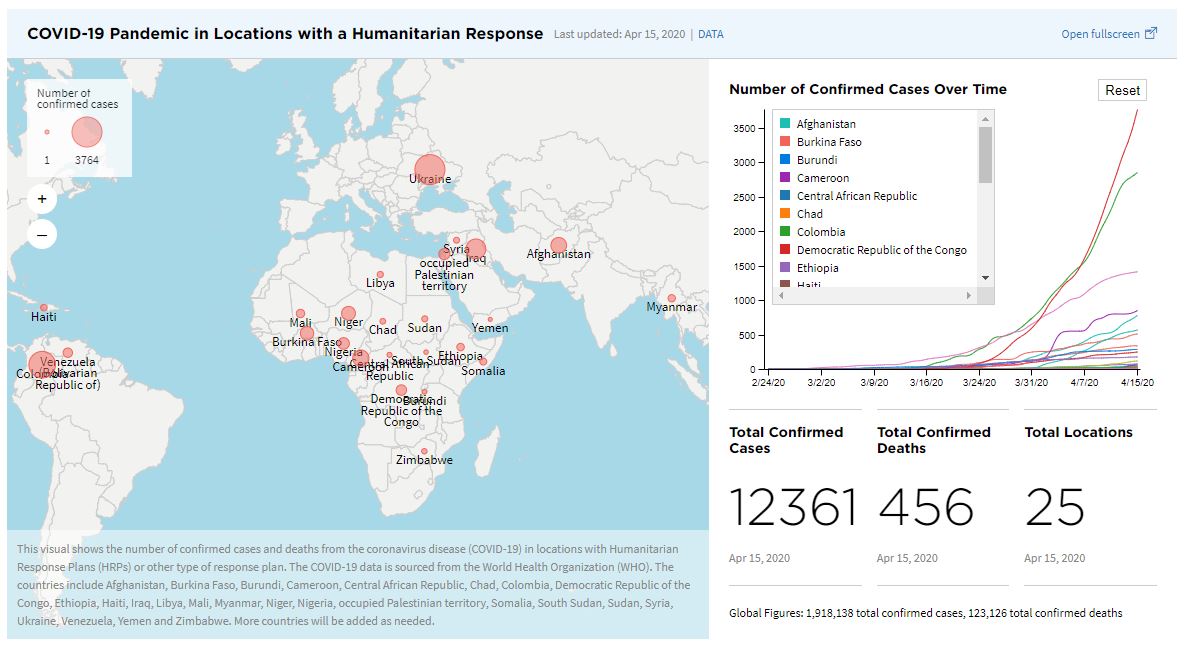 COVID-19 Pandemic in Locations with a Humanitarian Response Last updated: Apr 15, 2020 | DATA
Open fullscreen
Number of
confirmed cases
1 3764
+
–
Ukraine
Syria
Iraq
occupied
Palestinian
territory
Afghanistan
Libya
Myanmar
Haiti
Mali
Niger
Chad
Sudan
Yemen
Burkina Faso
Nigeria
Cameroon
Central African
Republic
South Sudan
Ethiopia
Somalia
Venezuela
(Bolivarian
Republic of)
Colombia
Democratic
Republic of the
Congo
Burundi
Zimbabwe
This visual shows the number of confirmed cases and deaths from the coronavirus disease (COVID-19) in locations with Humanitarian
Response Plans (HRPs) or other type of response plan. The COVID-19 data is sourced from the World Health Organization (WHO). The
countries include Afghanistan, Burkina Faso, Burundi, Cameroon, Central African Republic, Chad, Colombia, Democratic Republic of the
Congo, Ethiopia, Haiti, Iraq, Libya, Mali, Myanmar, Niger, Nigeria, occupied Palestinian territory, Somalia, South Sudan, Sudan, Syria,
Ukraine, Venezuela, Yemen and Zimbabwe. More countries will be added as needed.
Number of Confirmed Cases Over Time
Reset
3500
3000
2500
2000
1500
1000
500
0
Afghanistan
Burkina Faso
Burundi
Cameroon
Central African Republic
Chad
Colombia
Democratic Republic of the Congo
Ethiopia
Haiti
2/24/20 3/2/20 3/9/20 3/16/20 3/24/20 3/31/20 4/7/20 4/15/20
Total Confirmed
Cases
12361
Apr 15, 2020
Total Confirmed
Deaths
456
Apr 15, 2020
Total Locations
25
Apr 15, 2020
Global Figures: 1,918,138 total confirmed cases, 123,126 total confirmed deaths